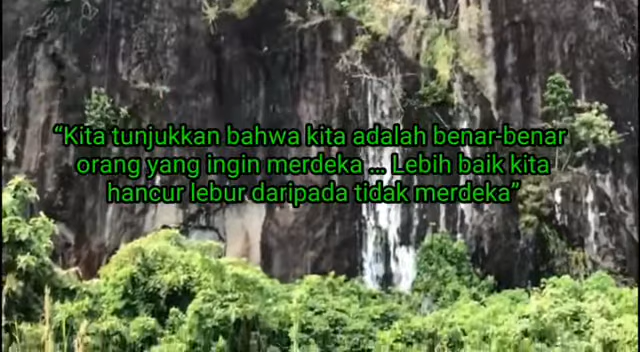 “Kita tunjukkan bahwa kita adalah benar-benar
orang yang ingin merdeka ... Lebih baik kita
hancur lebur daripada tidak merdeka”